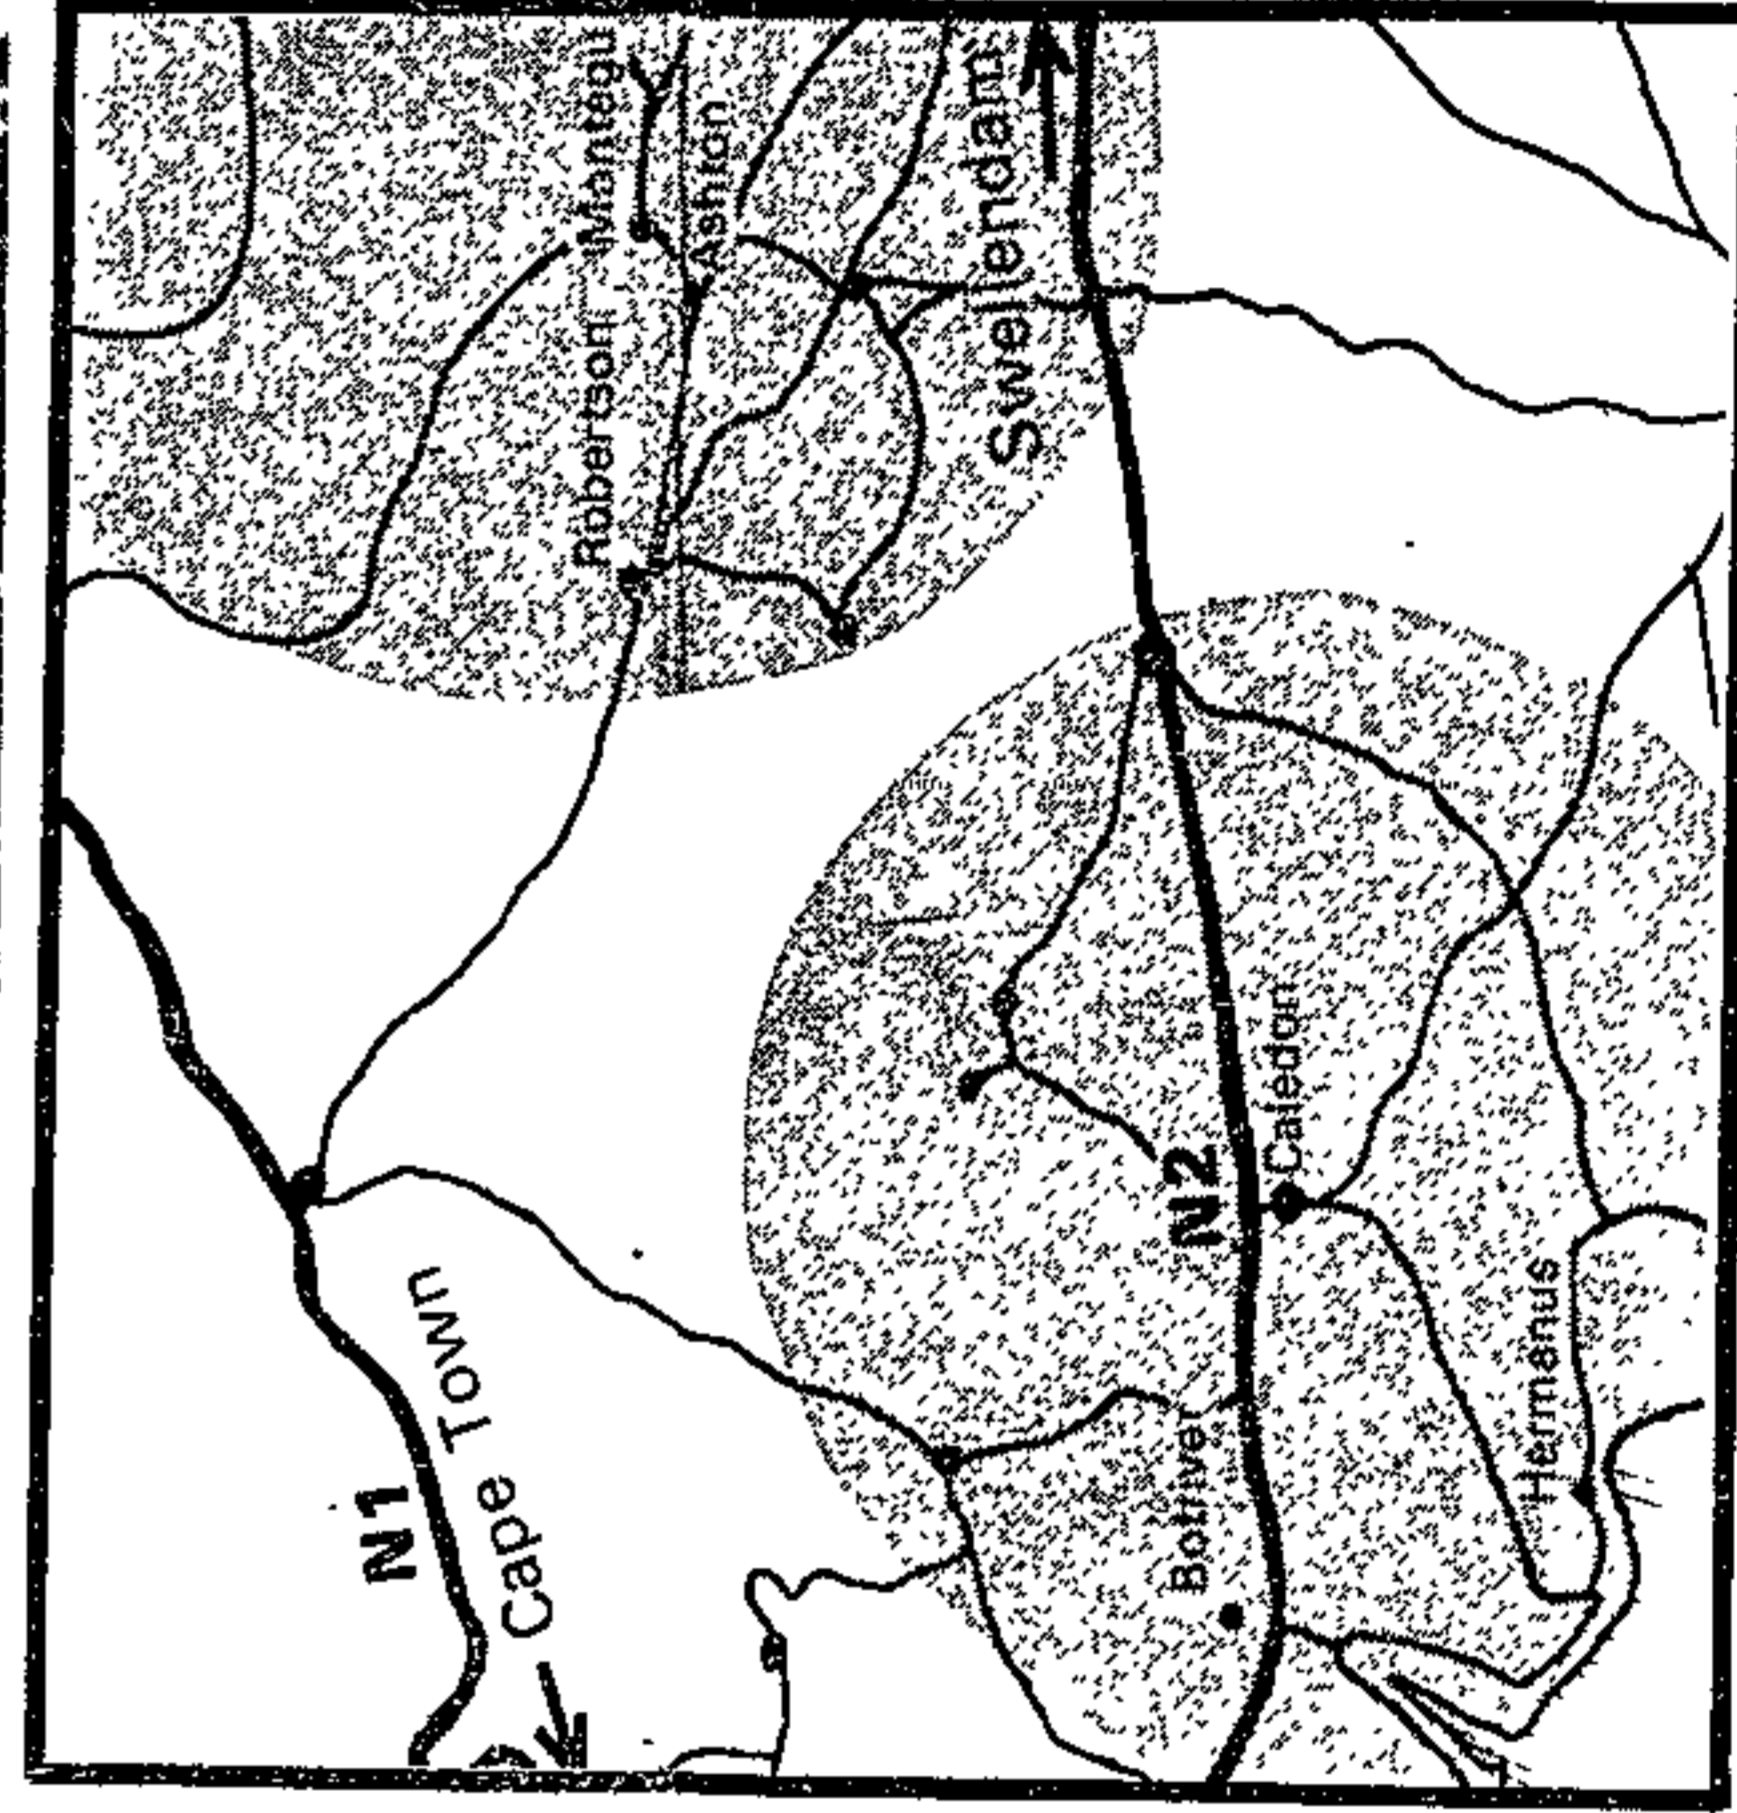 N1
Cape Town
Robertson
Montagu
Ashton
Swellendam
N2
Caledon
Botrivier
Hermanus